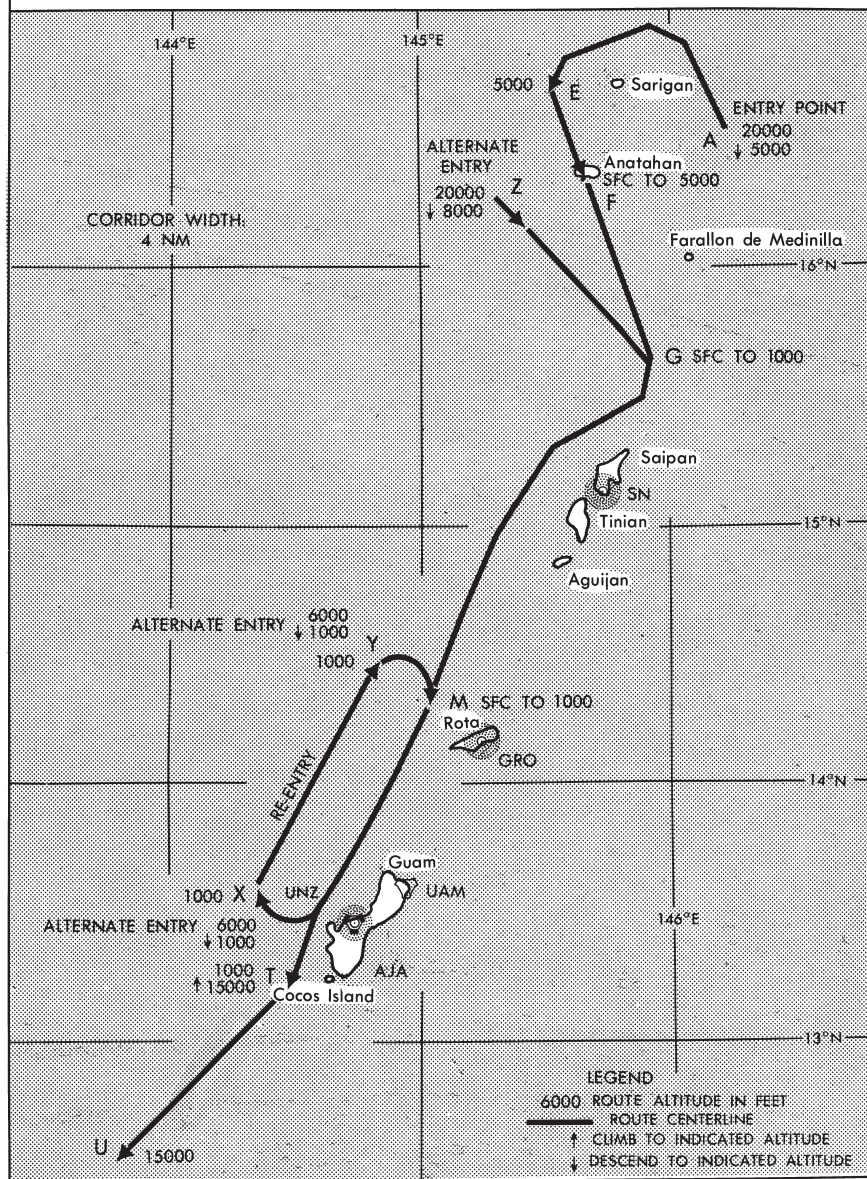 144°E
145°E
5000
E
Sarigan
ENTRY POINT
20000
↓ 5000
A
ALTERNATE
ENTRY
20000
↓ 8000
Z
Anatahan
SFC TO 5000
F
CORRIDOR WIDTH:
4 NM
Farallon de Medinilla
16°N
G SFC TO 1000
Saipan
SN
Tinian
15°N
Aguijan
ALTERNATE ENTRY
6000
↓ 1000
Y
1000
M SFC TO 1000
Rota
GRO
14°N
RE-ENTRY
Guam
1000 X
UNZ
UAM
146°E
ALTERNATE ENTRY
6000
↓ 1000
AJA
1000
↑ 15000
T
Cocos Island
13°N
LEGEND
6000 ROUTE ALTITUDE IN FEET
ROUTE CENTERLINE
↑ CLIMB TO INDICATED ALTITUDE
↓ DESCEND TO INDICATED ALTITUDE
U
15000